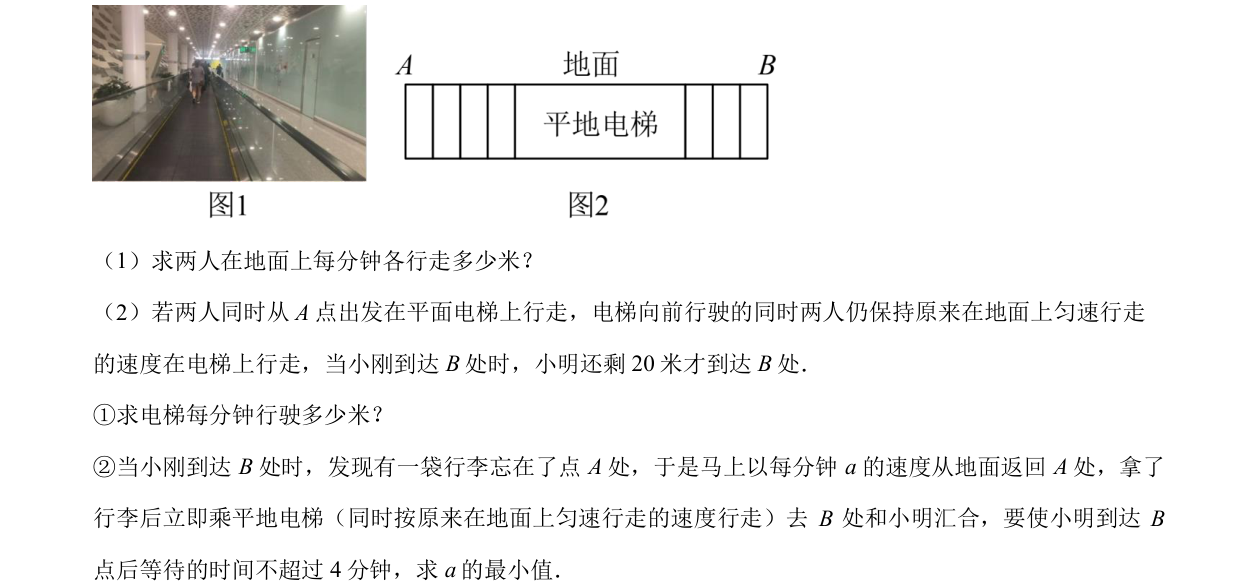 A 地面 B
平地电梯
图1 图2
（1）求两人在地面上每分钟各行走多少米？
（2）若两人同时从 A 点出发在平面电梯上行走，电梯向前行驶的同时两人仍保持原来在地面上匀速行走
的速度在电梯上行走，当小刚到达 B 处时，小明还剩 20 米才到达 B 处．
①求电梯每分钟行驶多少米？
②当小刚到达 B 处时，发现有一袋行李忘在了点 A 处，于是马上以每分钟 a 的速度从地面返回 A 处，拿了
行李后立即乘平地电梯（同时按原来在地面上匀速行走的速度行走）去 B 处和小明汇合，要使小明到达 B
点后等待的时间不超过 4 分钟，求 a 的最小值．